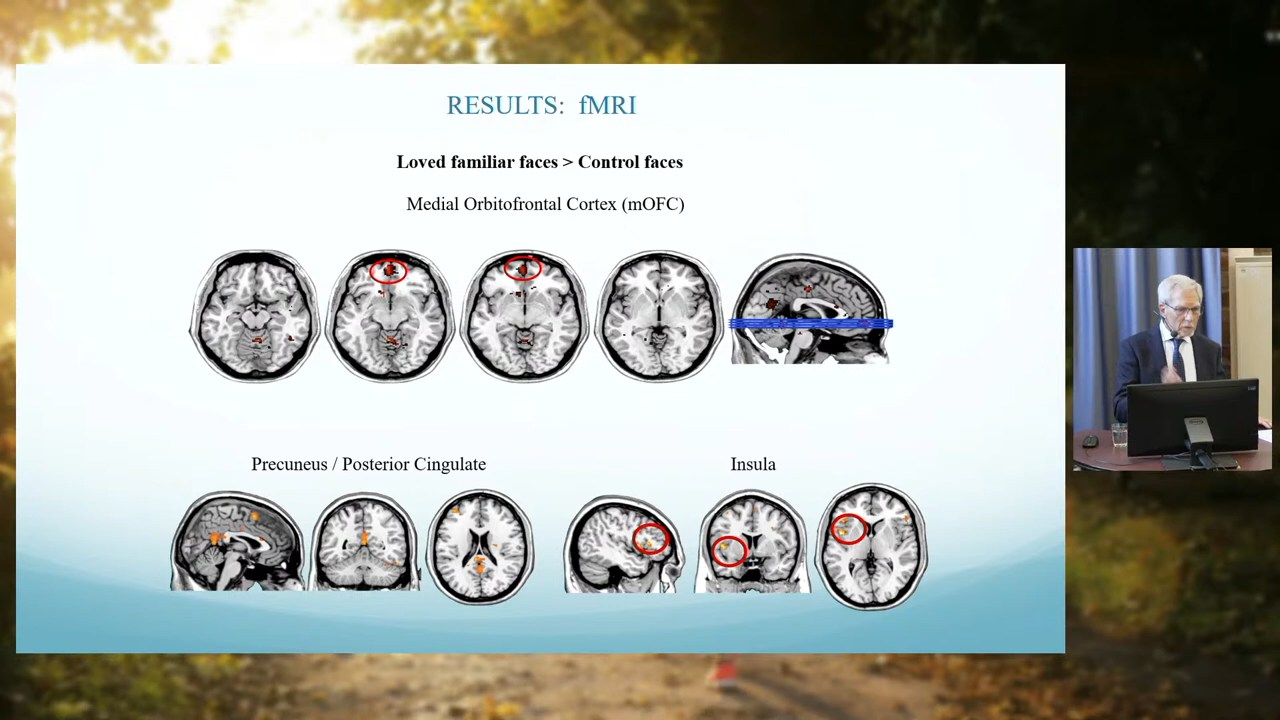 RESULTS: fMRI
Loved familiar faces > Control faces
Medial Orbitofrontal Cortex (mOFC)
Precuneus / Posterior Cingulate
Insula